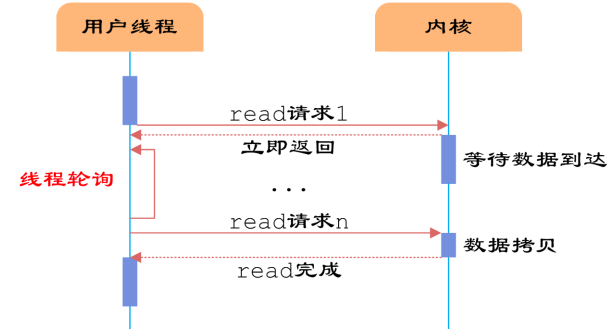 用户线程
内核
read请求1
立即返回
等待数据到达
线程轮询
...
read请求n
数据拷贝
read完成